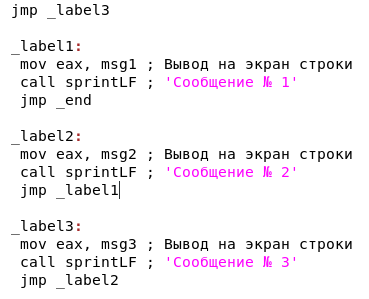 jmp _label3
_label1:
mov eax, msg1 ; Вывод на экран строки
call sprintLF ; 'Сообщение № 1'
jmp _end
_label2:
mov eax, msg2 ; Вывод на экран строки
call sprintLF ; 'Сообщение № 2'
jmp _label1
_label3:
mov eax, msg3 ; Вывод на экран строки
call sprintLF ; 'Сообщение № 3'
jmp _label2